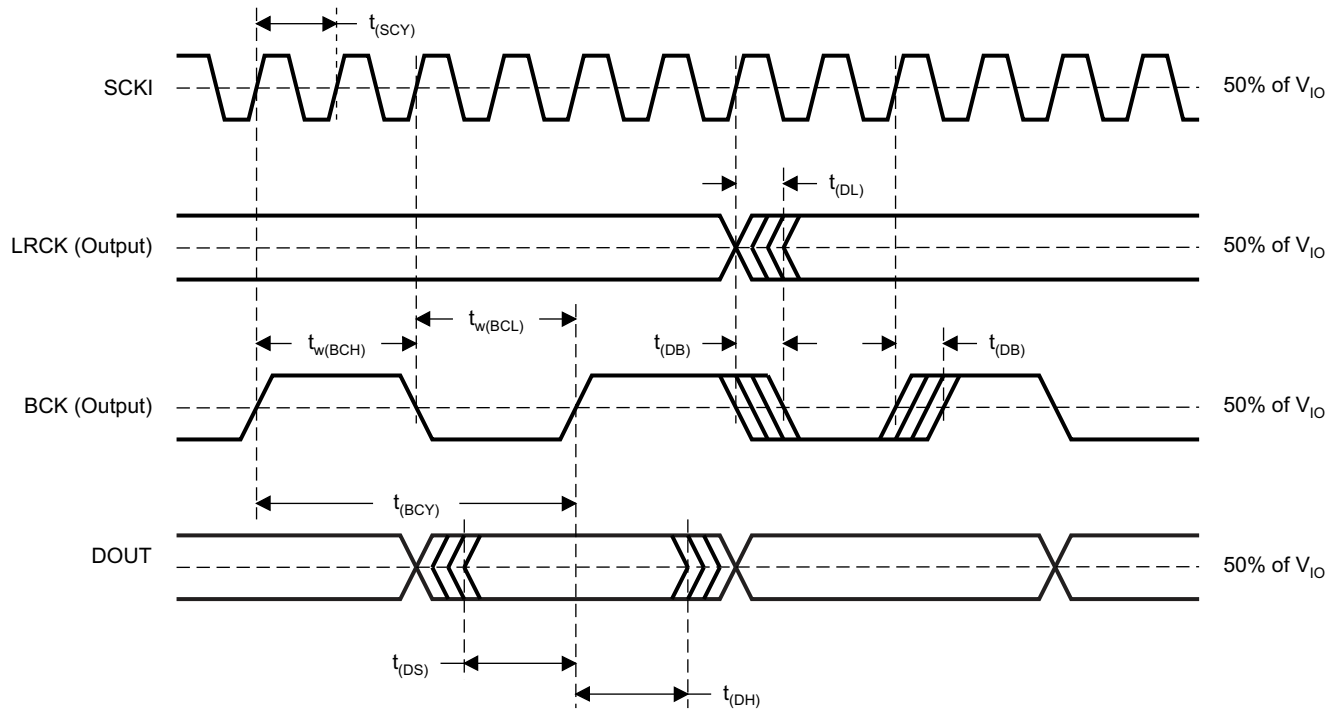 t(SCY)
SCKI
50% of VIO
t(DL)
LRCK (Output)
50% of VIO
tw(BCL)
tw(BCH)
t(DB)
t(DB)
BCK (Output)
50% of VIO
t(BCY)
DOUT
50% of VIO
t(DS)
t(DH)